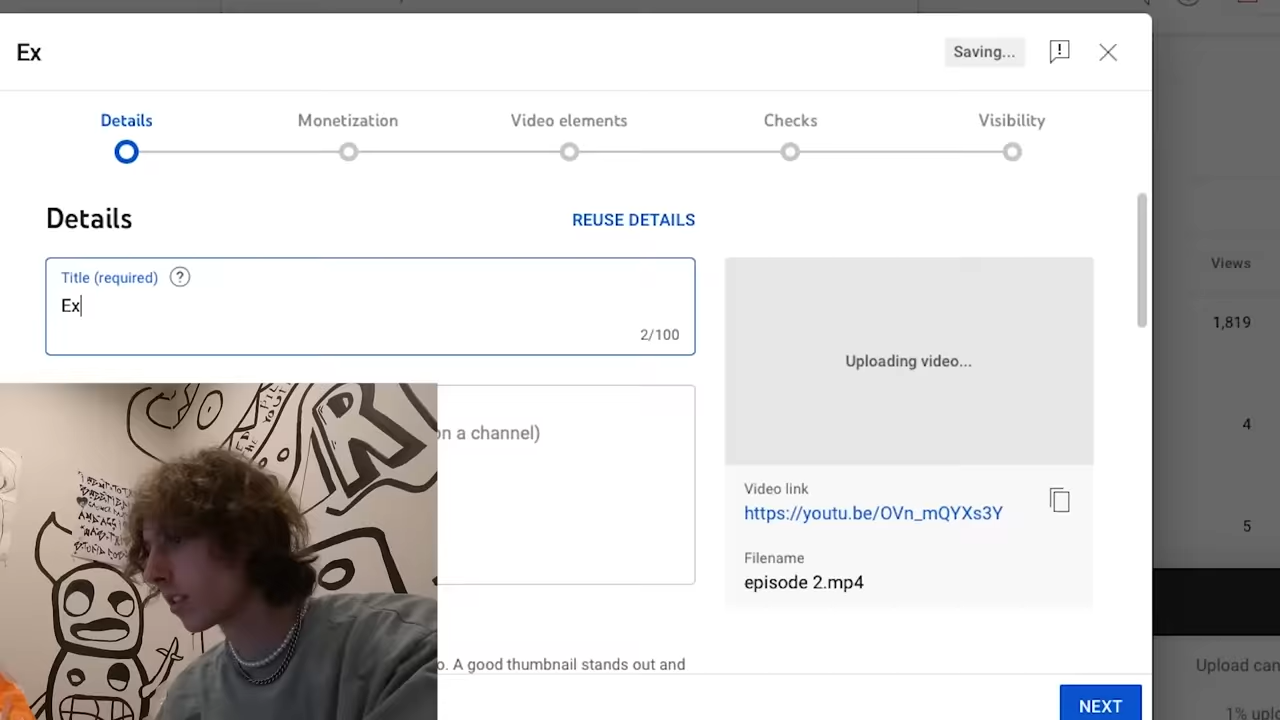 Ex
Saving...
Details
Monetization
Video elements
Checks
Visibility
Details
REUSE DETAILS
Title (required) ?
Ex
2/100
on a channel)
Uploading video...
Video link
https://youtu.be/OVn_mQYXs3Y
Filename
episode 2.mp4
o. A good thumbnail stands out and
NEXT
Views
1,819
4
5
Upload can
1% uplo